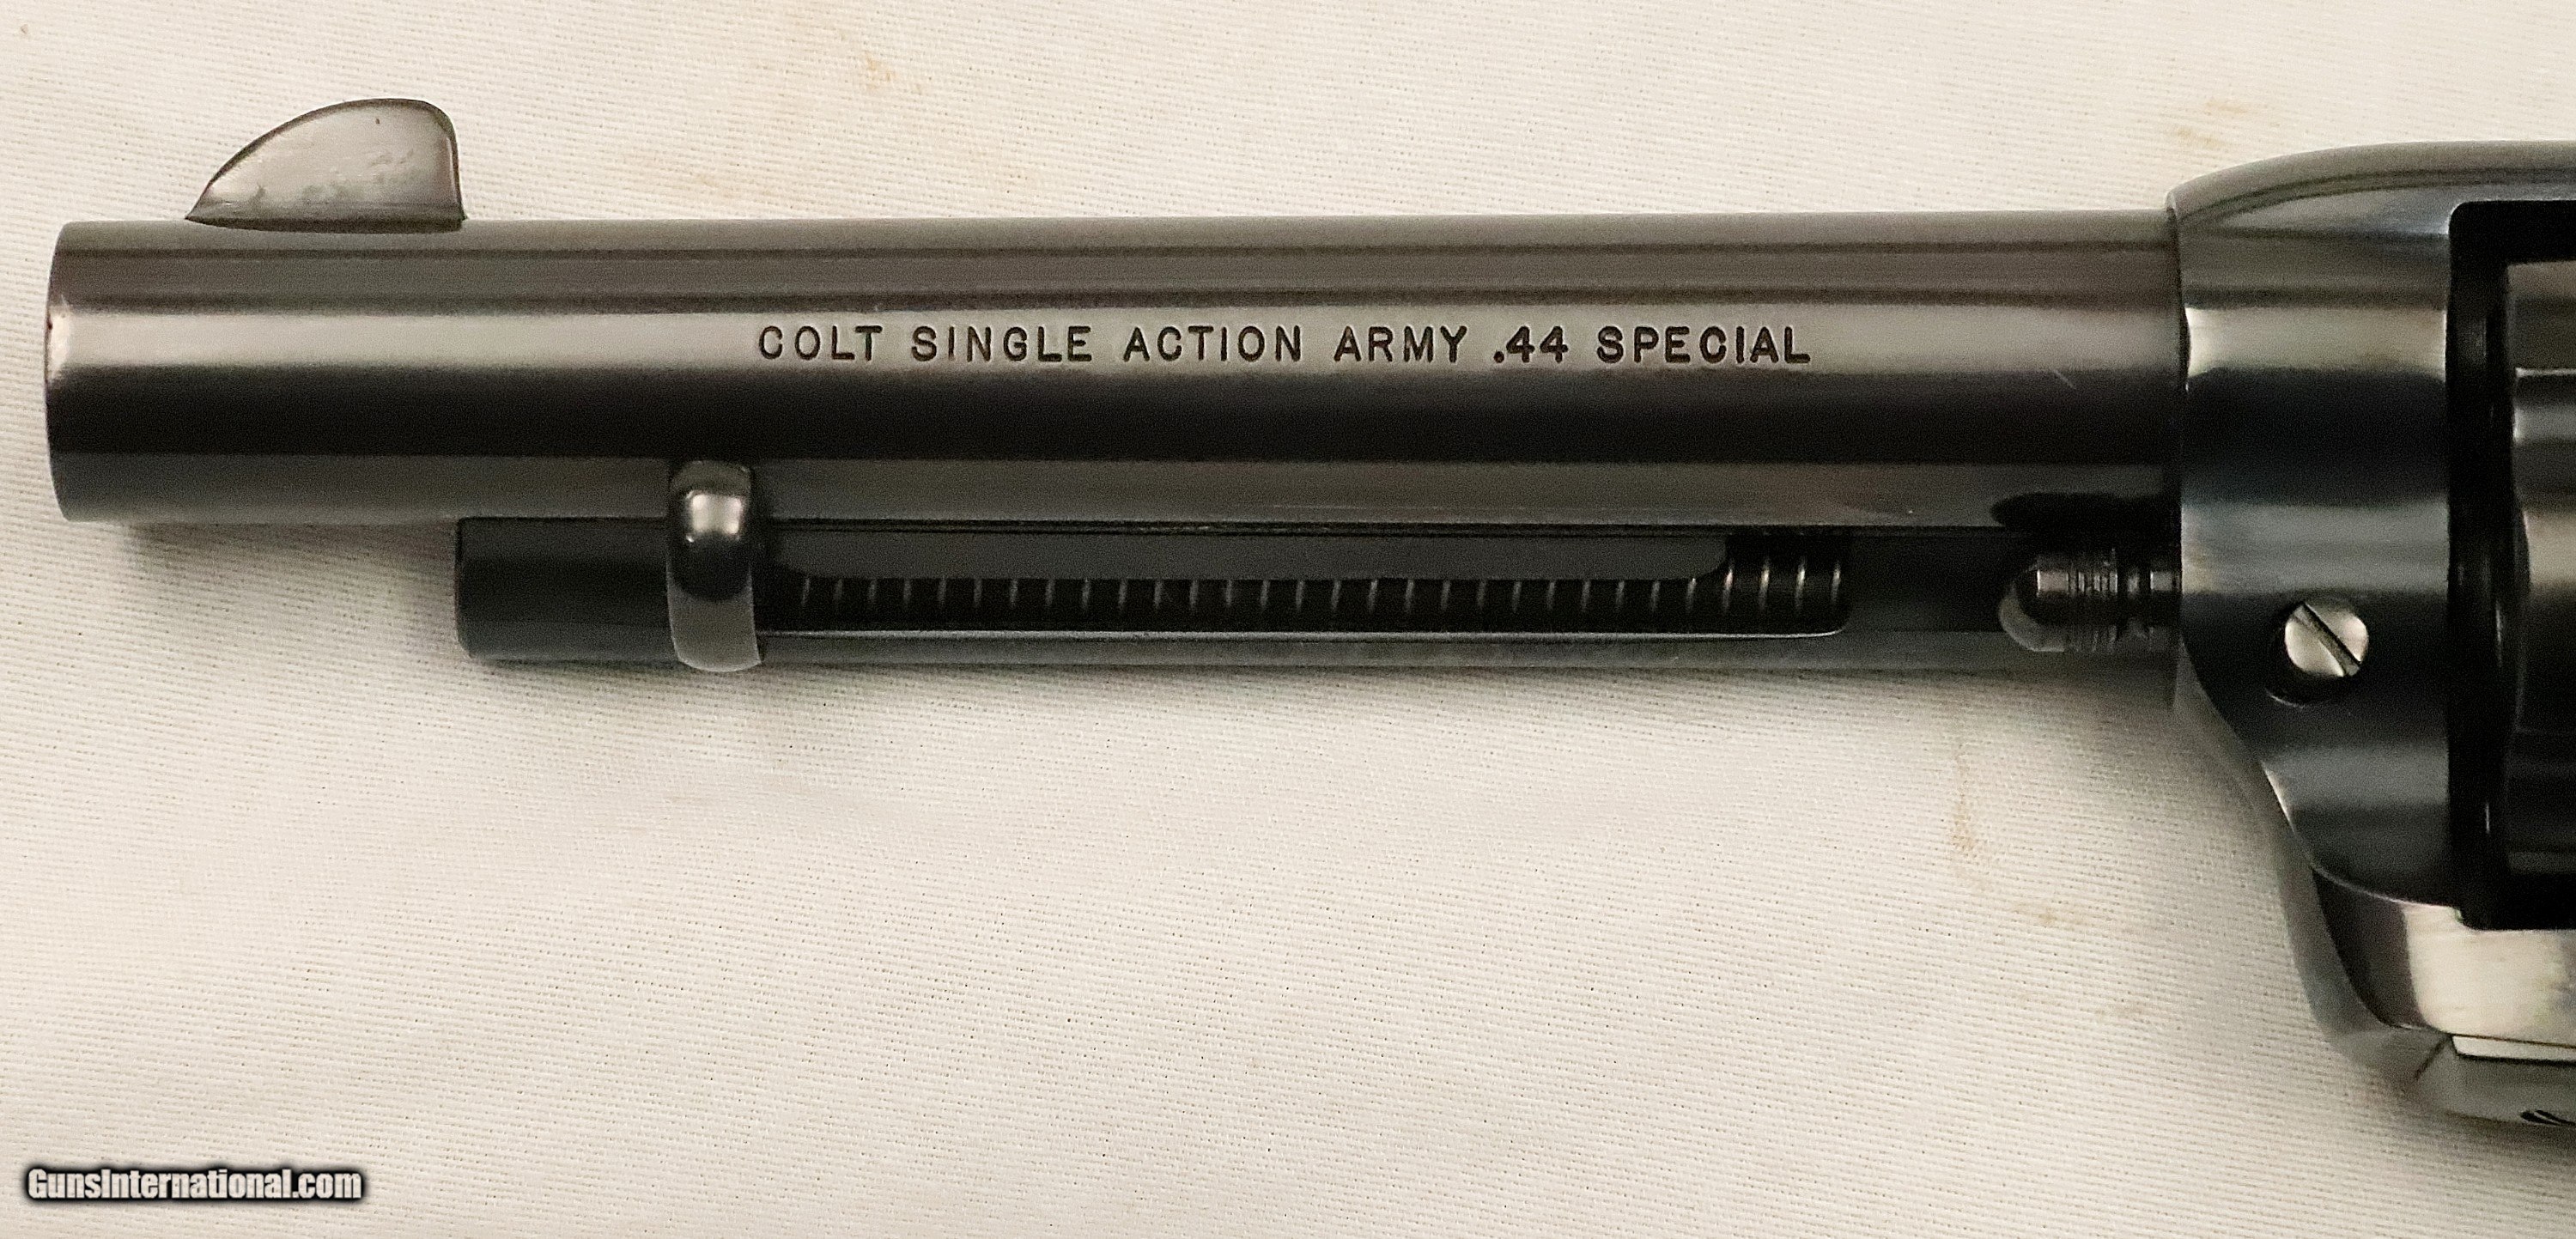 COLT SINGLE ACTION ARMY .44 SPECIAL
GunsInternational.com